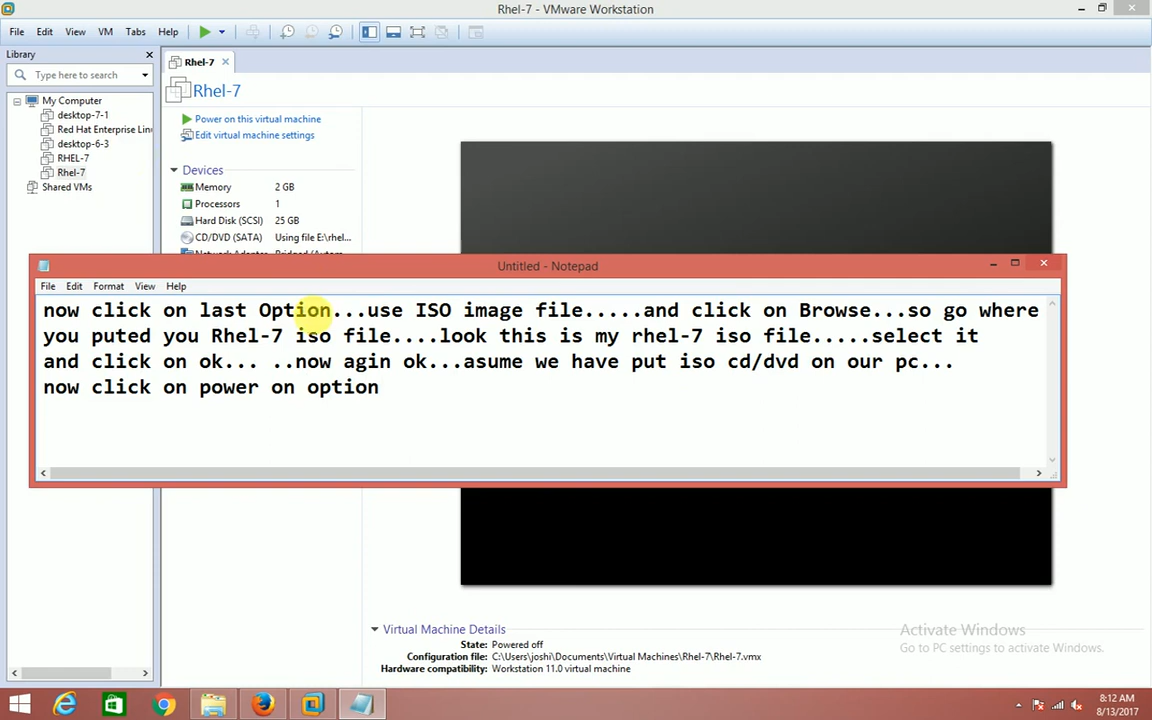 Rhel-7 - VMware Workstation
File Edit View VM Tabs Help
Library
Type here to search
My Computer
desktop-7-1
Red Hat Enterprise Linu
desktop-6-3
RHEL-7
Rhel-7
Shared VMs
Rhel-7
Rhel-7
Power on this virtual machine
Edit virtual machine settings
Devices
Memory 2 GB
Processors 1
Hard Disk (SCSI) 25 GB
CD/DVD (SATA) Using file E:\rhel...
Network Adapter Bridged (Autom
Untitled - Notepad
File Edit Format View Help
now click on last Option...use ISO image file.....and click on Browse...so go where
you puted you Rhel-7 iso file....look this is my rhel-7 iso file.....select it
and click on ok... ..now agin ok...asume we have put iso cd/dvd on our pc...
now click on power on option
Virtual Machine Details
State: Powered off
Configuration file: C:\Users\joshi\Documents\Virtual Machines\Rhel-7\Rhel-7.vmx
Hardware compatibility: Workstation 11.0 virtual machine
Activate Windows
Go to PC settings to activate Windows.
8:12 AM
8/13/2017